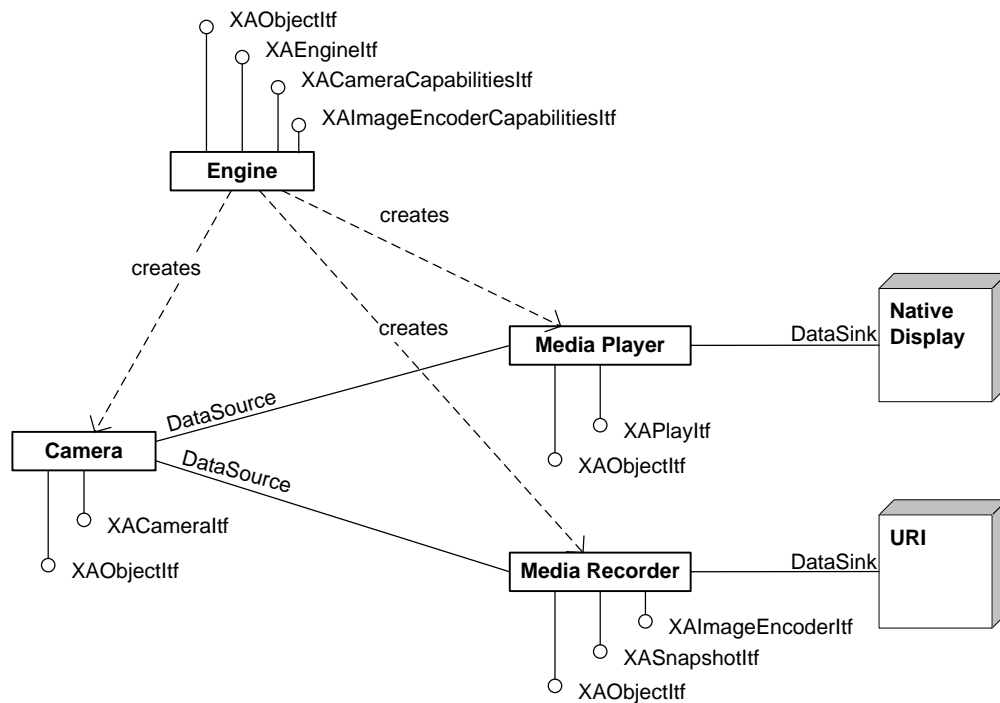 XAObjectItf
XAEngineItf
XACameraCapabilitiesItf
XAImageEncoderCapabilitiesItf
Engine
creates
creates
creates
Native
Display
DataSink
Media Player
DataSource
XAPlayItf
XAObjectItf
Camera
DataSource
XACameraItf
XAObjectItf
URI
DataSink
Media Recorder
XAImageEncoderItf
XASnapshotItf
XAObjectItf